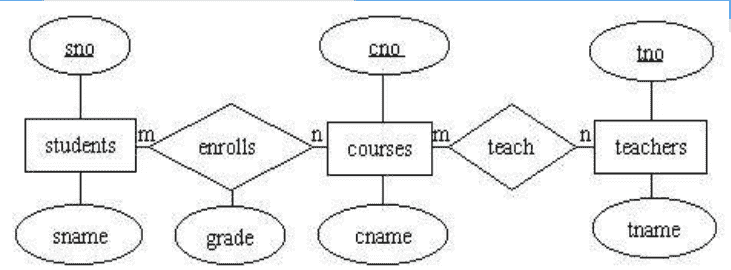 sno
cno
tno
students
m
enrolls
n
courses
m
teach
n
teachers
sname
grade
cname
tname